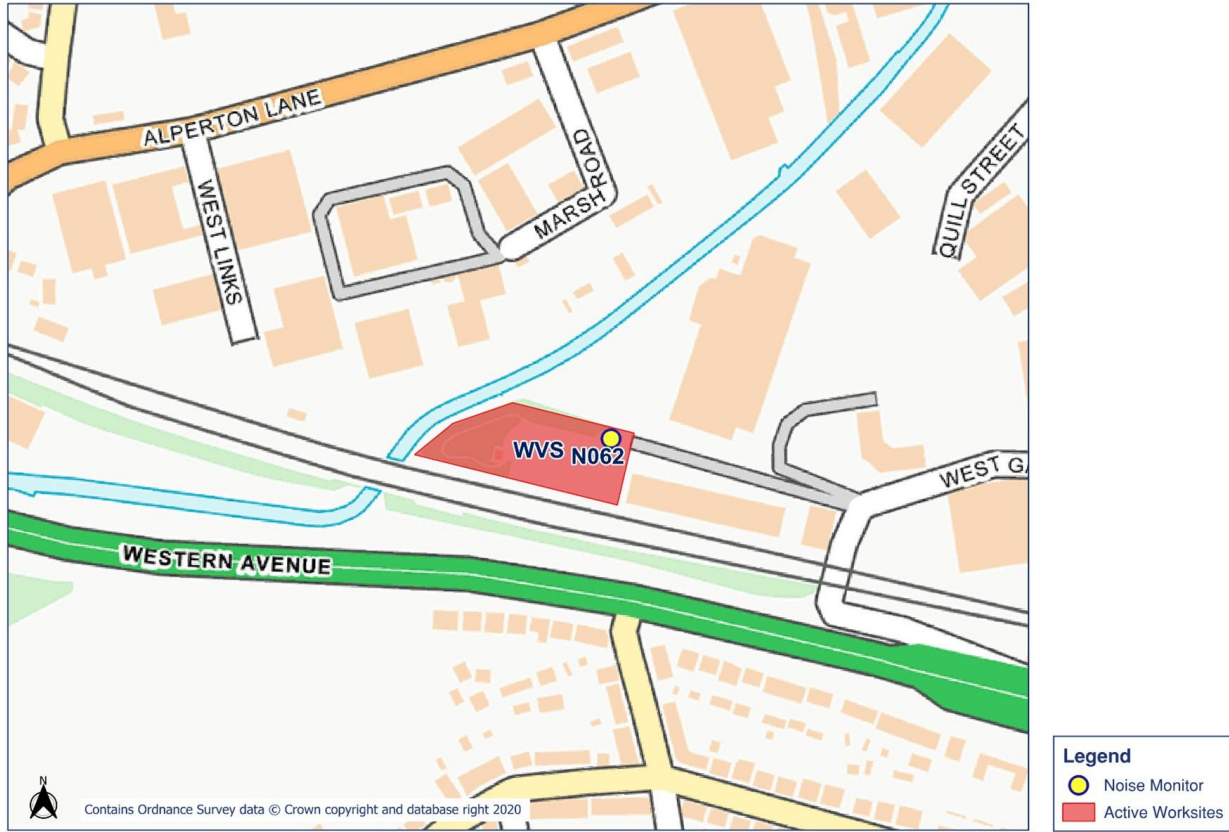 ALPERTON LANE
WEST LINKS
MARSH ROAD
QUILL STREET
WVS N062
WEST GA
WESTERN AVENUE
N
Contains Ordnance Survey data © Crown copyright and database right 2020
Legend
Noise Monitor
Active Worksites